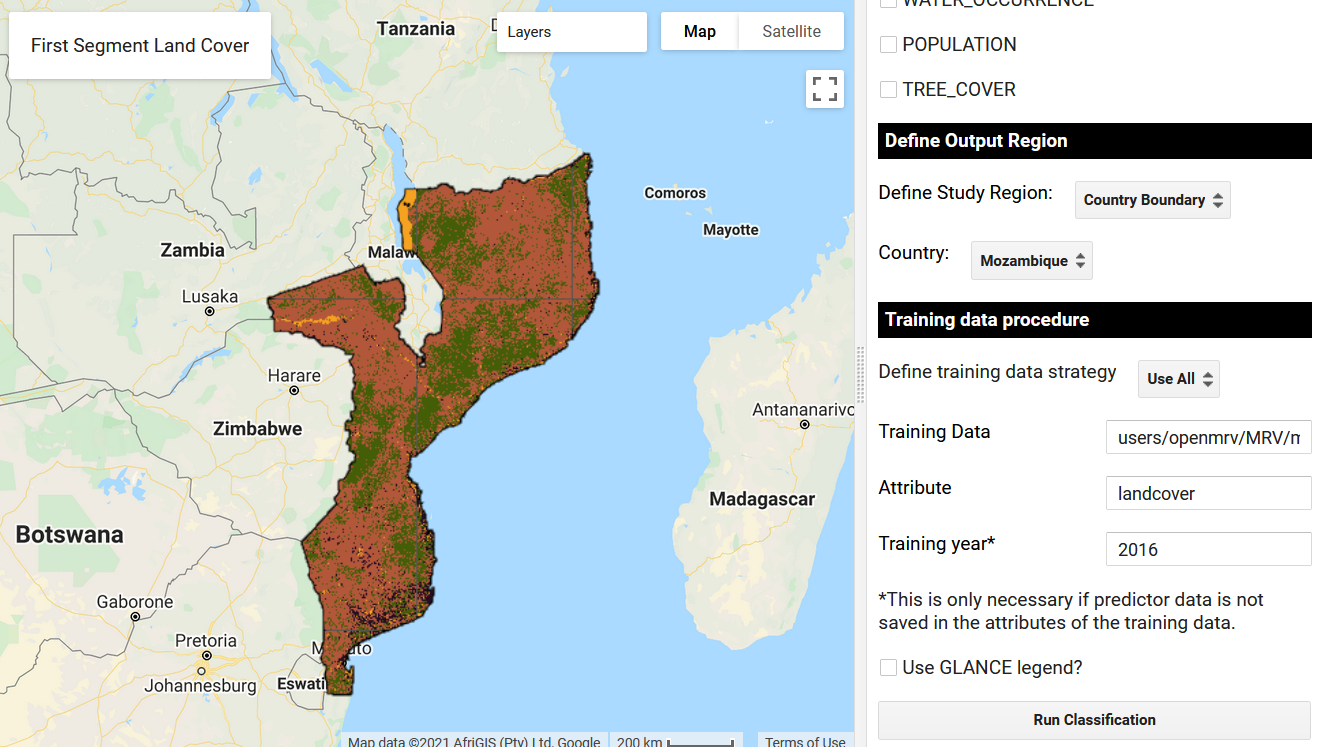 First Segment Land Cover
Tanzania
Layers
Map
Satellite
Comoros
Mayotte
Zambia
Lusaka
Harare
Zimbabwe
Antananarivo
Madagascar
Botswana
Gaborone
Pretoria
Johannesburg
Map data ©2021 AfriGIS (Pty) Ltd, Google
200 km
Terms of Use
WATER_OCCURRENCE
POPULATION
TREE_COVER
Define Output Region
Define Study Region:
Country Boundary
Country:
Mozambique
Training data procedure
Define training data strategy
Use All
Training Data
users/openmrv/MRV/m
Attribute
landcover
Training year*
2016
*This is only necessary if predictor data is not
saved in the attributes of the training data.
Use GLANCE legend?
Run Classification